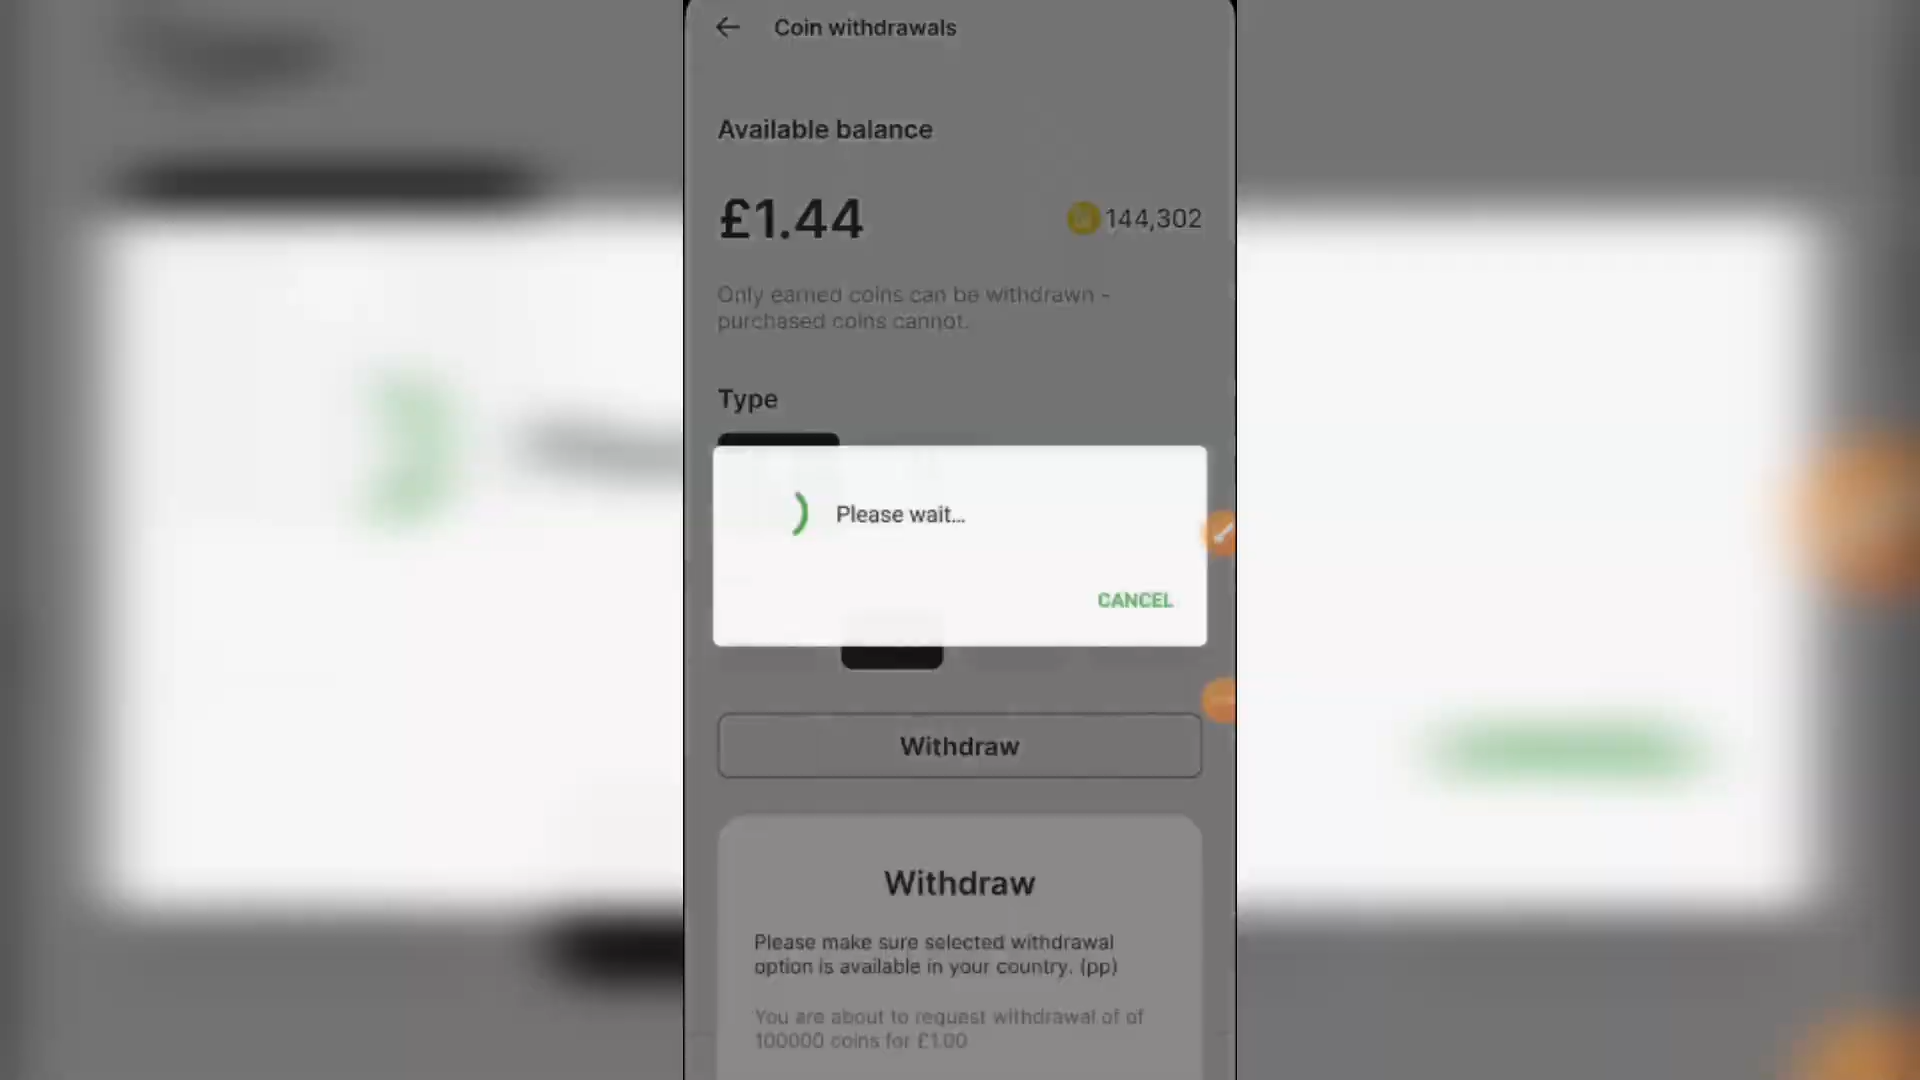 Coin withdrawals
Available balance
£1.44
144,302
Only earned coins can be withdrawn -
purchased coins cannot.
Type
Please wait...
CANCEL
Withdraw
Withdraw
Please make sure selected withdrawal
option is available in your country. (pp)
You are about to request withdrawal of of
100000 coins for £1.00